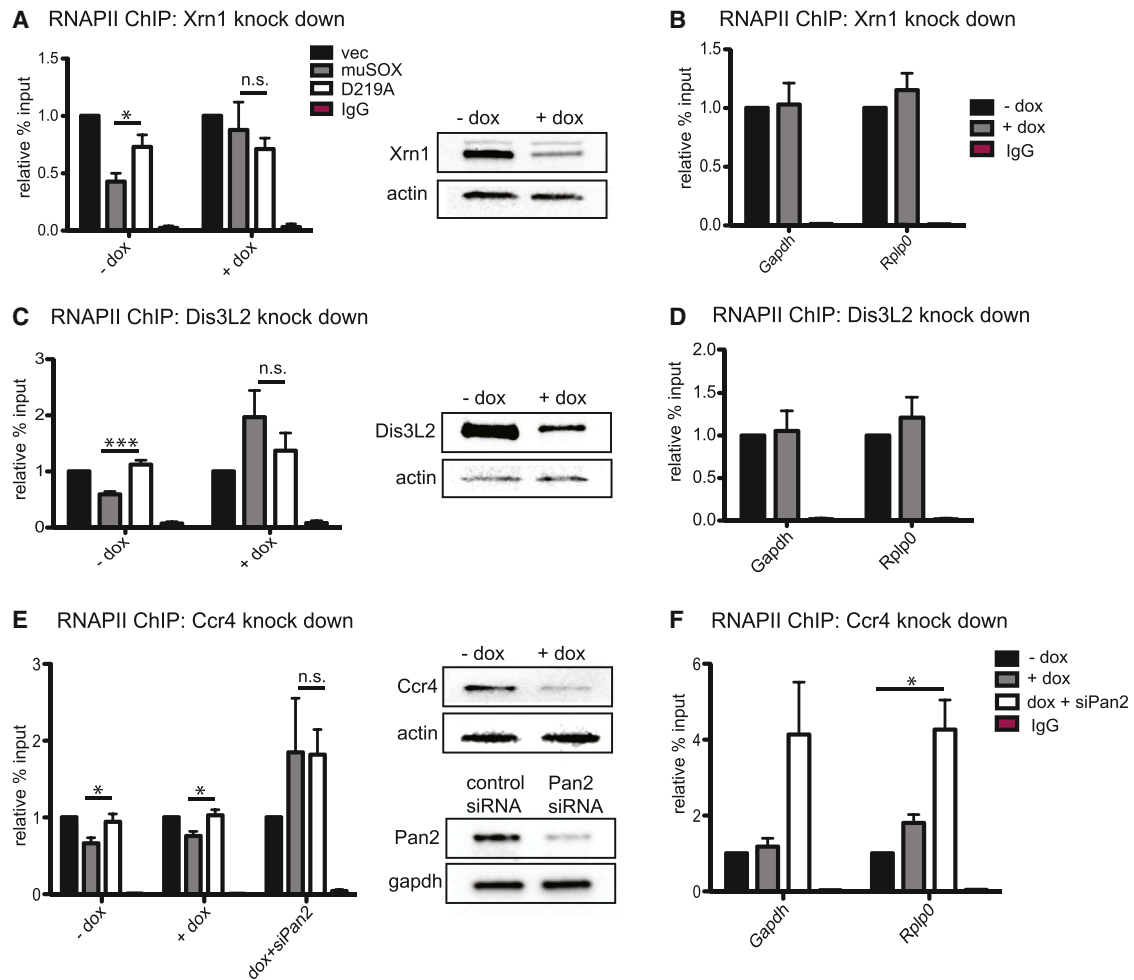 A RNAPII ChIP: Xrn1 knock down
relative % input
1.5
1.0
0.5
0.0
*
n.s.
- dox
+ dox
vec
muSOX
D219A
IgG
- dox + dox
Xrn1
actin
B RNAPII ChIP: Xrn1 knock down
relative % input
1.5
1.0
0.5
0.0
Gapdh
Rplp0
- dox
+ dox
IgG
C RNAPII ChIP: Dis3L2 knock down
relative % input
3
2
1
0
***
n.s.
- dox
+ dox
- dox + dox
Dis3L2
actin
D RNAPII ChIP: Dis3L2 knock down
relative % input
2.0
1.5
1.0
0.5
0.0
Gapdh
Rplp0
E RNAPII ChIP: Ccr4 knock down
relative % input
3
2
1
0
*
*
n.s.
- dox
+ dox
dox+siPan2
- dox + dox
Ccr4
actin
control Pan2
siRNA siRNA
Pan2
gapdh
F RNAPII ChIP: Ccr4 knock down
relative % input
6
4
2
0
*
Gapdh
Rplp0
- dox
+ dox
dox + siPan2
IgG